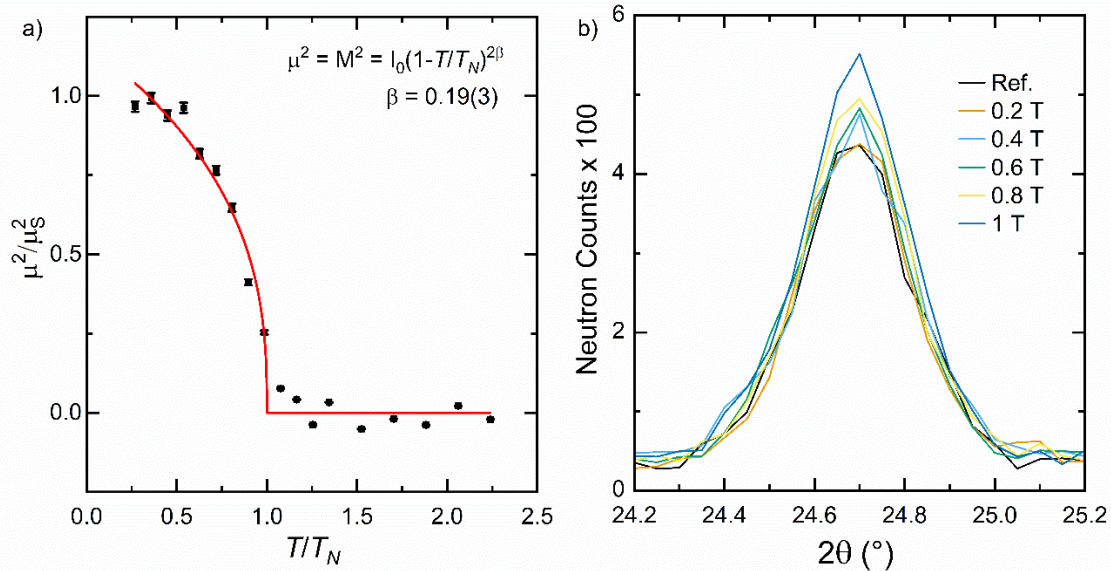 a)
μ² = M² = I₀(1-T/T_N)^2β
β = 0.19(3)
1.0
0.5
0.0
μ²/μ_S²
0.0 0.5 1.0 1.5 2.0 2.5
T/T_N
b)
6
4
2
0
Neutron Counts x 100
Ref.
0.2 T
0.4 T
0.6 T
0.8 T
1 T
24.2 24.4 24.6 24.8 25.0 25.2
2θ (°)